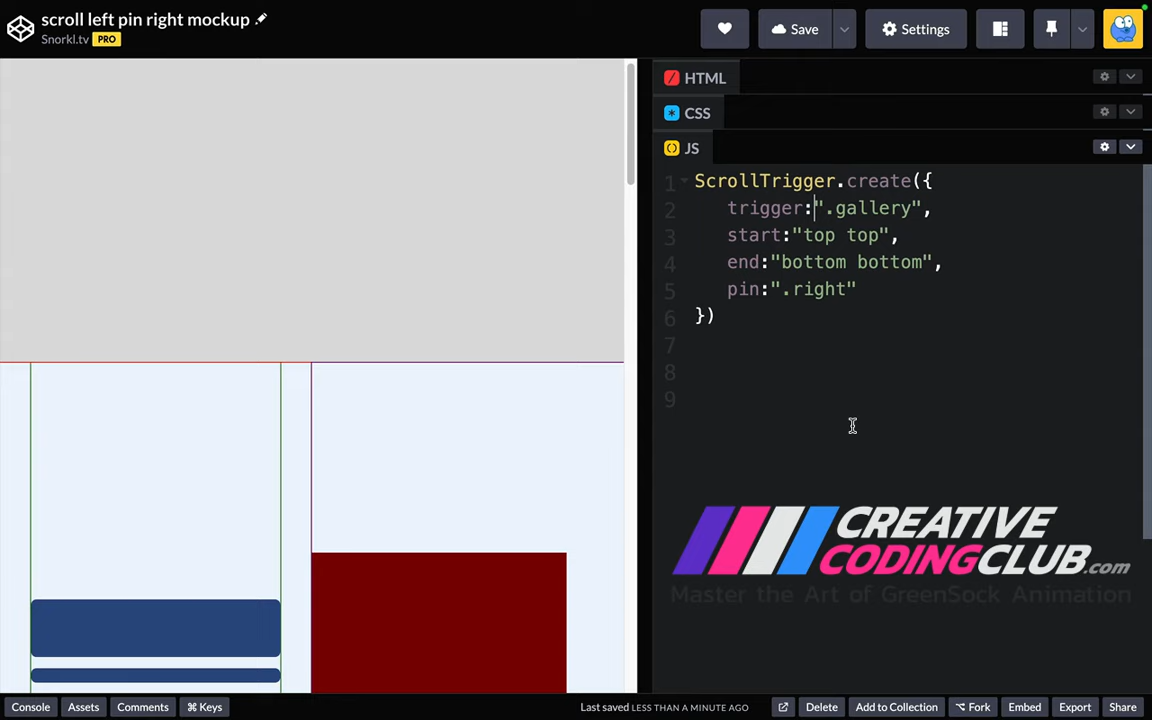 scroll left pin right mockup
Snorkl.tv PRO
Save
Settings
HTML
CSS
JS
1 ScrollTrigger.create({
2 trigger:".gallery",
3 start:"top top",
4 end:"bottom bottom",
5 pin:".right"
6 })
7
8
9
CREATIVE
CODINGCLUB.com
Master the Art of GreenSock Animation
Console Assets Comments ⌘ Keys Last saved LESS THAN A MINUTE AGO Delete Add to Collection ⌥ Fork Embed Export Share